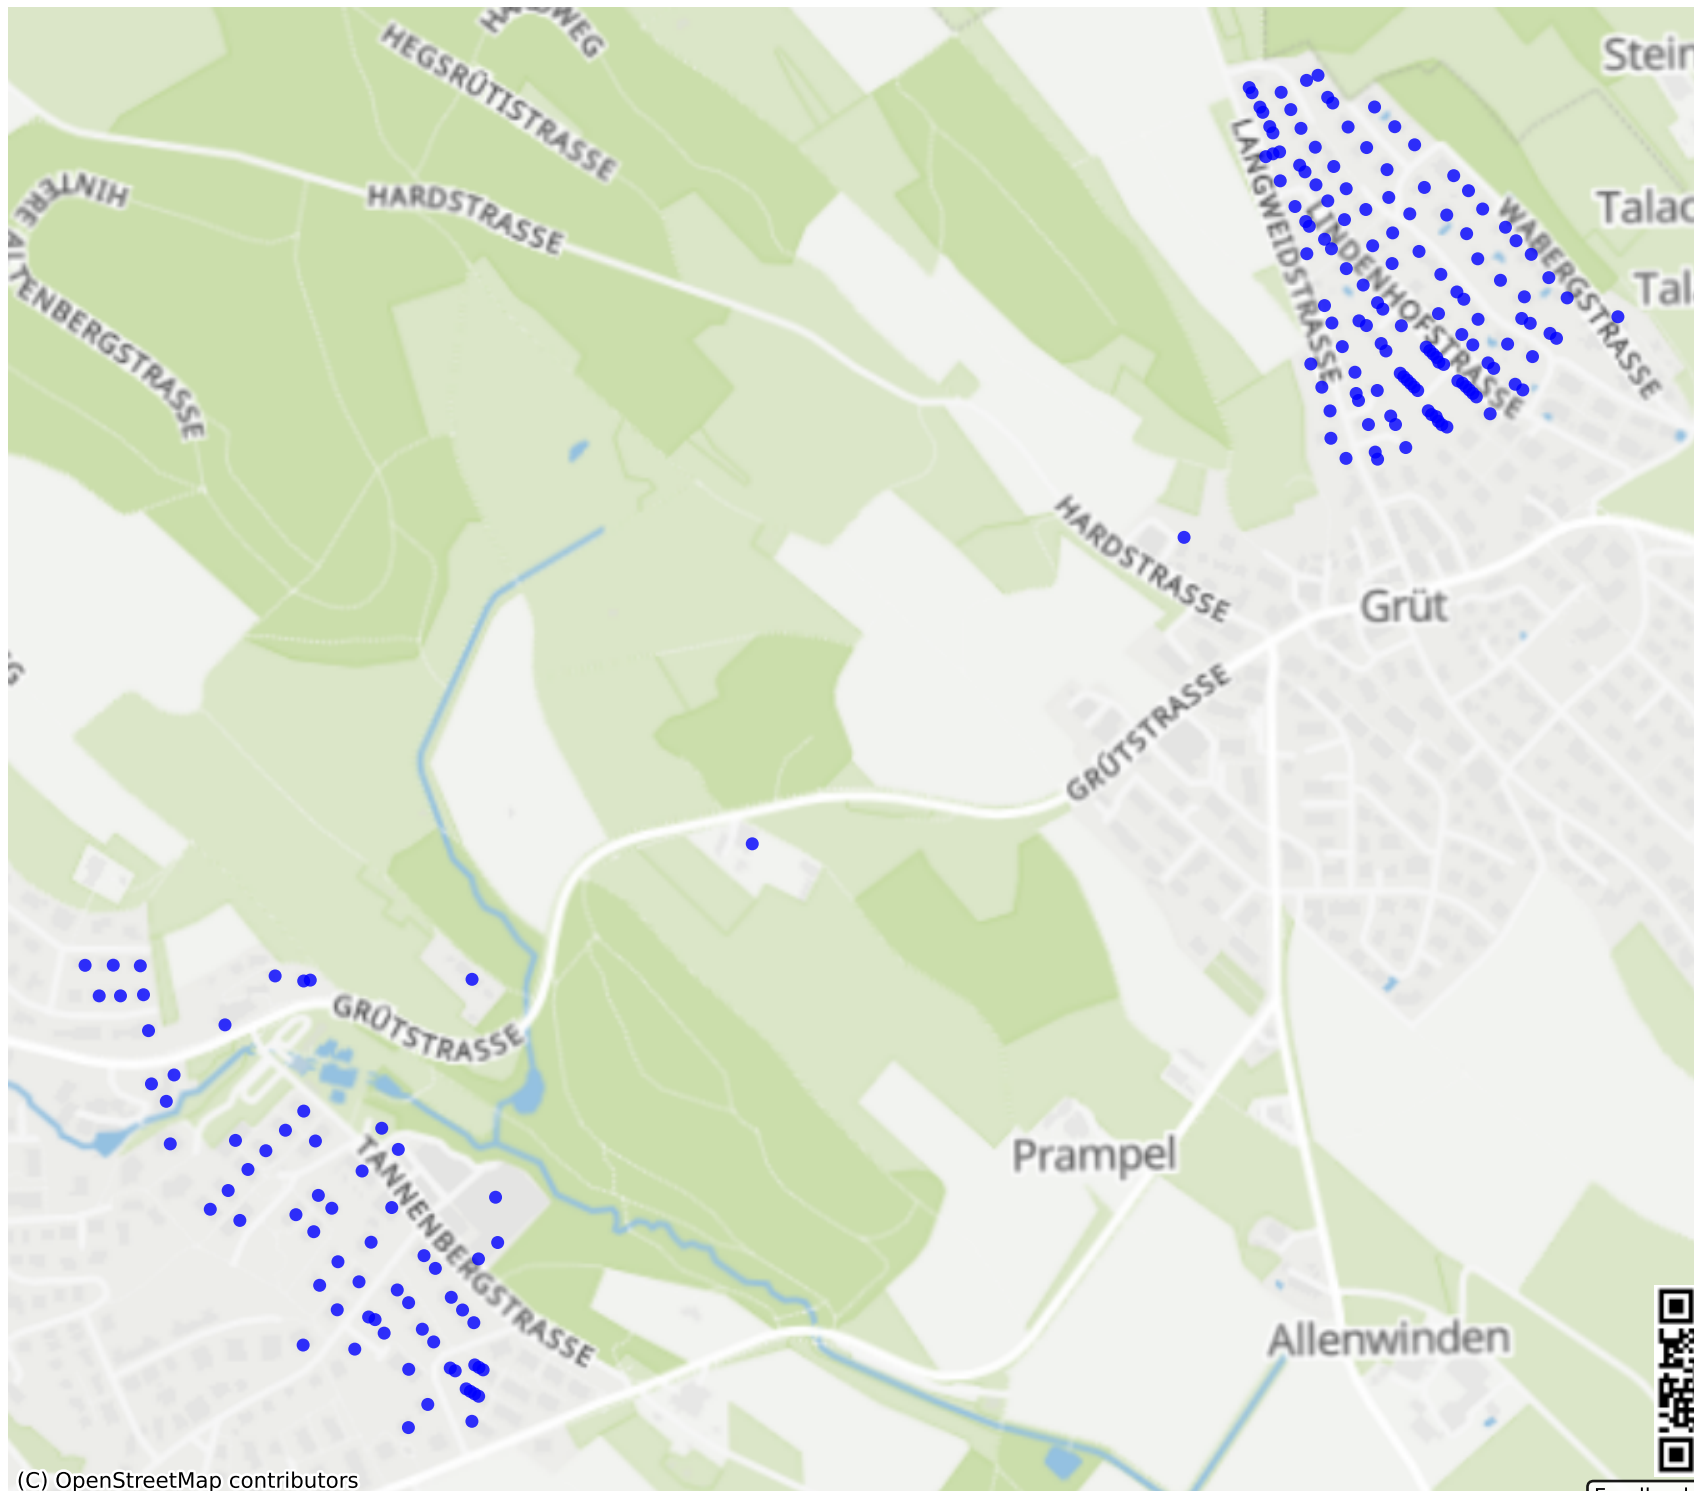 HEGSRÜTISTRASSE
HARDSTRASSE
HINTERE ALTENBERGSTRASSE
LANGWEIDSTRASSE
LINDENHOFSTRASSE
WABERGSTRASSE
HARDSTRASSE
Grüt
GRÜTSTRASSE
GRÜTSTRASSE
TANNENBERGSTRASSE
Prampel
Allenwinden
(C) OpenStreetMap contributors